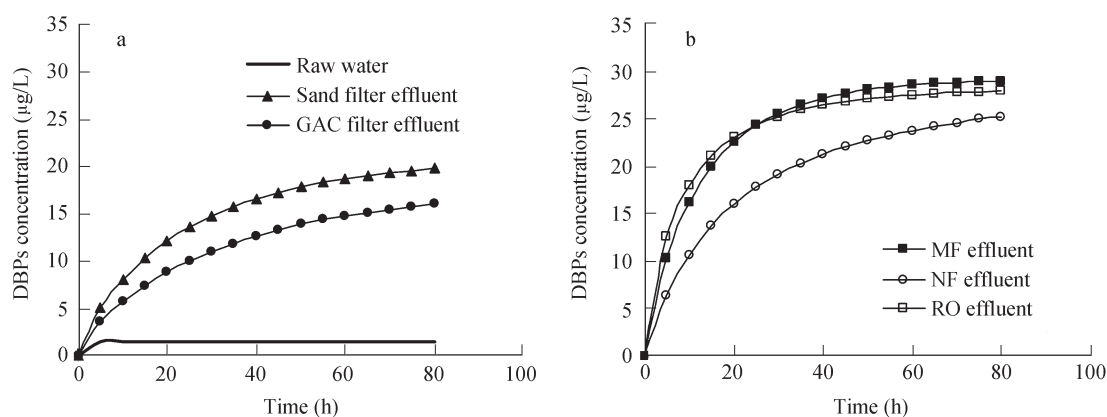 35
30
25
20
15
10
5
0
DBPs concentration (μg/L)
a
Raw water
Sand filter effluent
GAC filter effluent
0 20 40 60 80 100
Time (h)
35
30
25
20
15
10
5
0
DBPs concentration (μg/L)
b
MF effluent
NF effluent
RO effluent
0 20 40 60 80 100
Time (h)